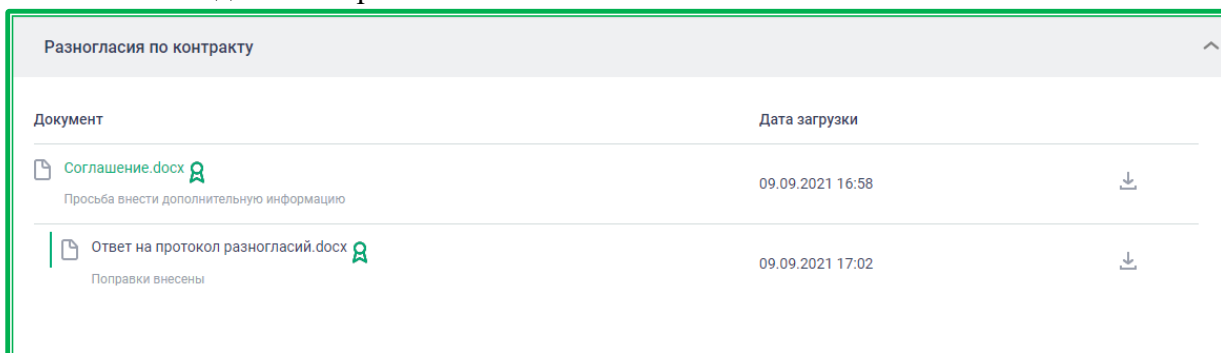 Разногласия по контракту
Документ Дата загрузки
Соглашение.docx
Просьба внести дополнительную информацию
09.09.2021 16:58
Ответ на протокол разногласий.docx
Поправки внесены
09.09.2021 17:02